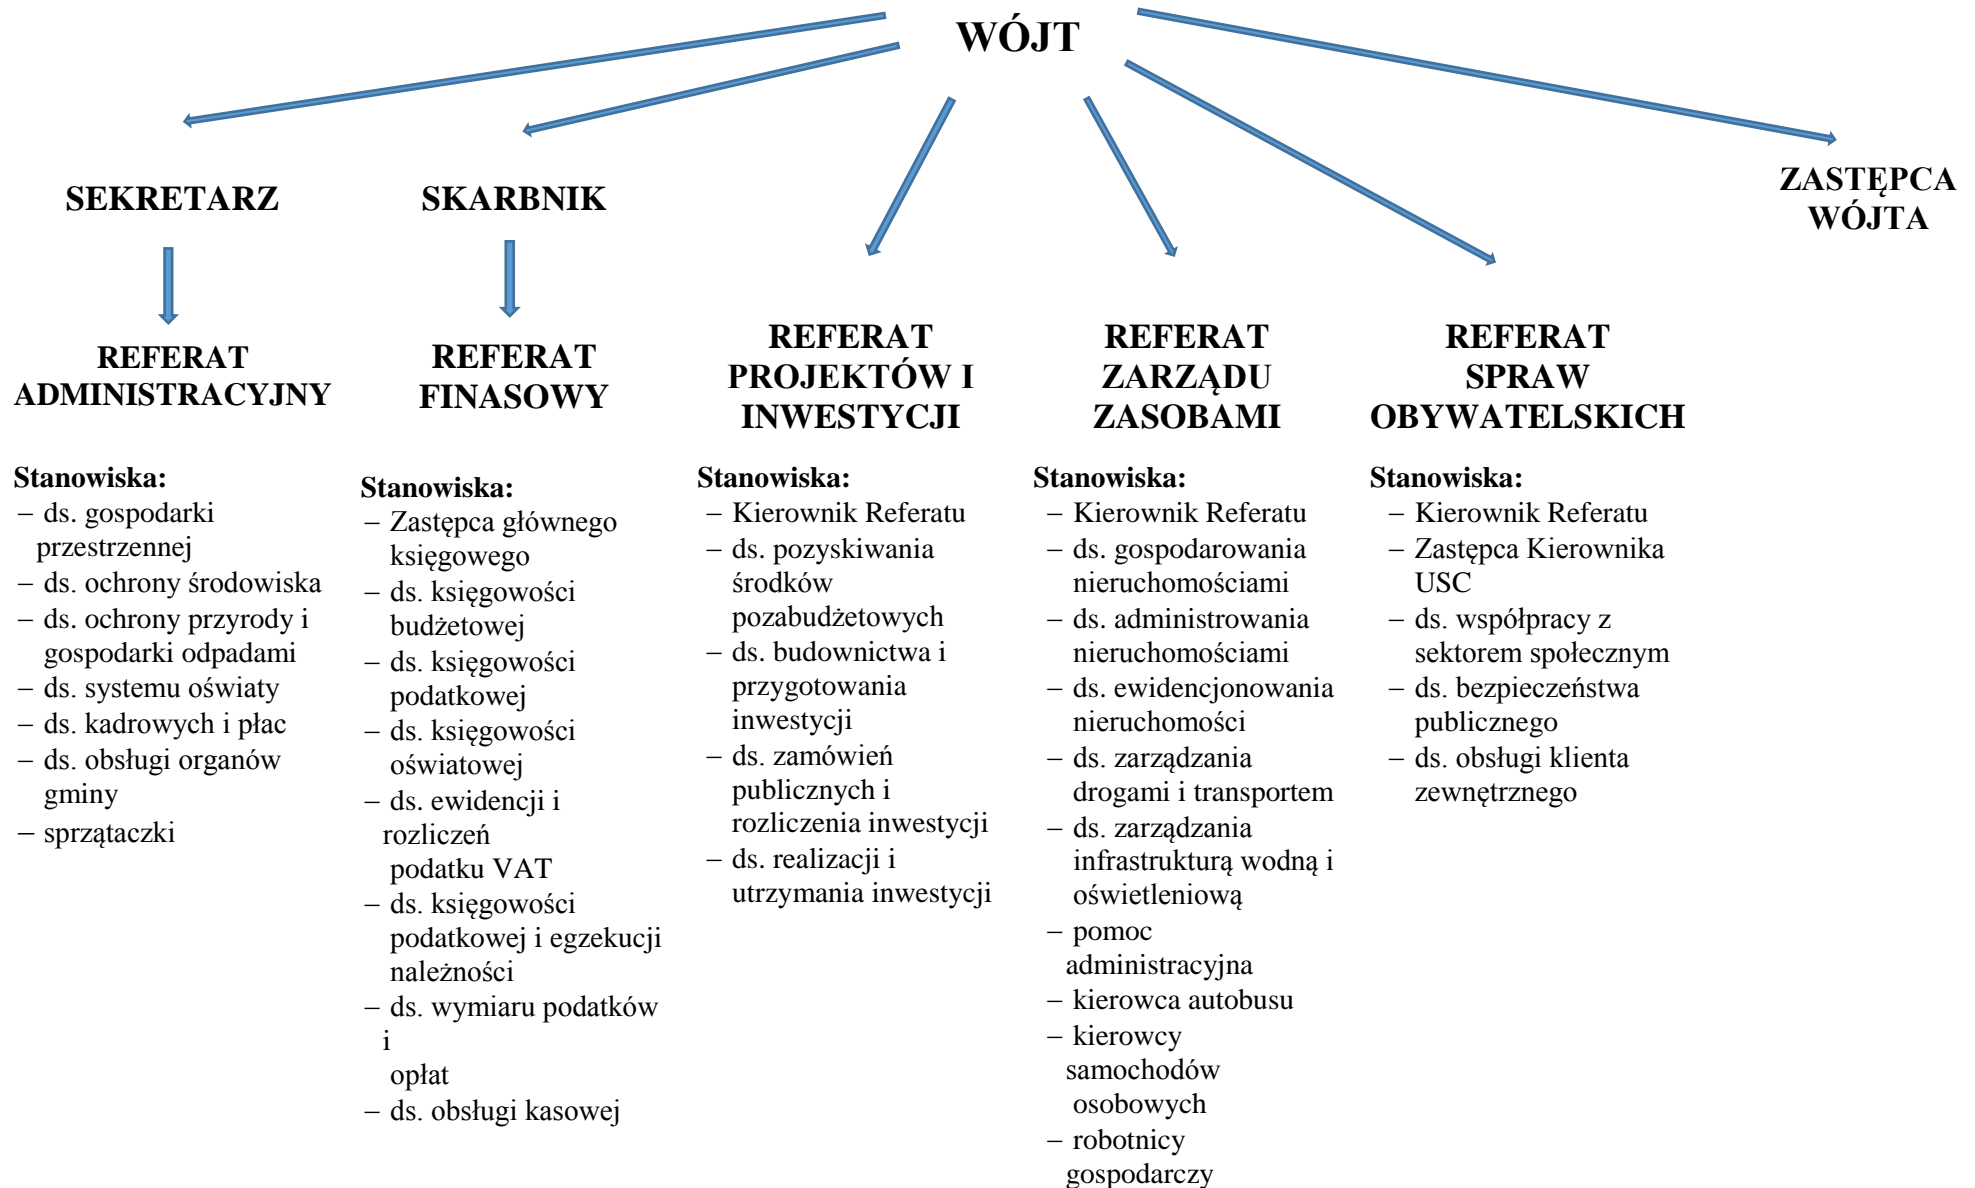 WÓJT
SEKRETARZ
SKARBNIK
ZASTĘPCA
WÓJTA
REFERAT
ADMINISTRACYJNY
Stanowiska:
– ds. gospodarki
przestrzennej
– ds. ochrony środowiska
– ds. ochrony przyrody i
gospodarki odpadami
– ds. systemu oświaty
– ds. kadrowych i płac
– ds. obsługi organów
gminy
– sprzątaczki
REFERAT
FINASOWY
Stanowiska:
– Zastępca głównego
księgowego
– ds. księgowości
budżetowej
– ds. księgowości
podatkowej
– ds. księgowości
oświatowej
– ds. ewidencji i
rozliczeń
podatku VAT
– ds. księgowości
podatkowej i egzekucji
należności
– ds. wymiaru podatków
i
opłat
– ds. obsługi kasowej
REFERAT
PROJEKTÓW I
INWESTYCJI
Stanowiska:
– Kierownik Referatu
– ds. pozyskiwania
środków
pozabudżetowych
– ds. budownictwa i
przygotowania
inwestycji
– ds. zamówień
publicznych i
rozliczenia inwestycji
– ds. realizacji i
utrzymania inwestycji
REFERAT
ZARZĄDU
ZASOBAMI
Stanowiska:
– Kierownik Referatu
– ds. gospodarowania
nieruchomościami
– ds. administrowania
nieruchomościami
– ds. ewidencjonowania
nieruchomości
– ds. zarządzania
drogami i transportem
– ds. zarządzania
infrastrukturą wodną i
oświetleniową
– pomoc
administracyjna
– kierowca autobusu
– kierowcy
samochodów
osobowych
– robotnicy
gospodarczy
REFERAT
SPRAW
OBYWATELSKICH
Stanowiska:
– Kierownik Referatu
– Zastępca Kierownika
USC
– ds. współpracy z
sektorem społecznym
– ds. bezpieczeństwa
publicznego
– ds. obsługi klienta
zewnętrznego